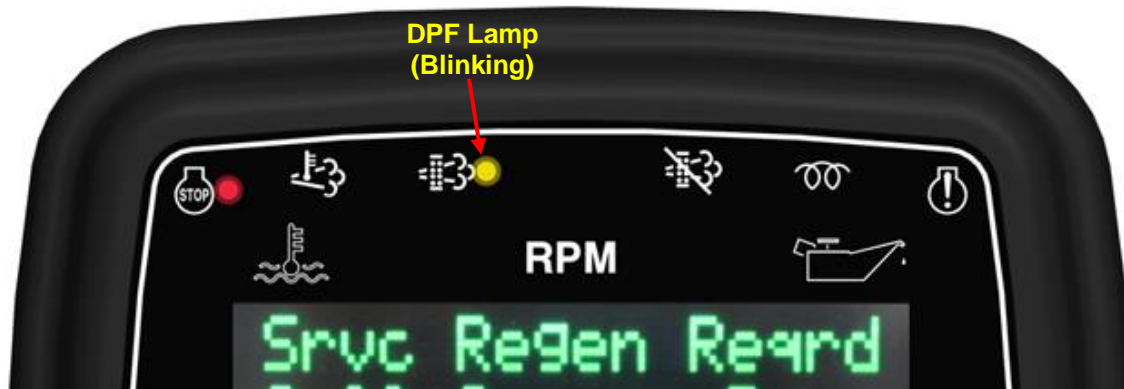 DPF Lamp
(Blinking)
STOP
RPM
Srvc Regen Reqrd